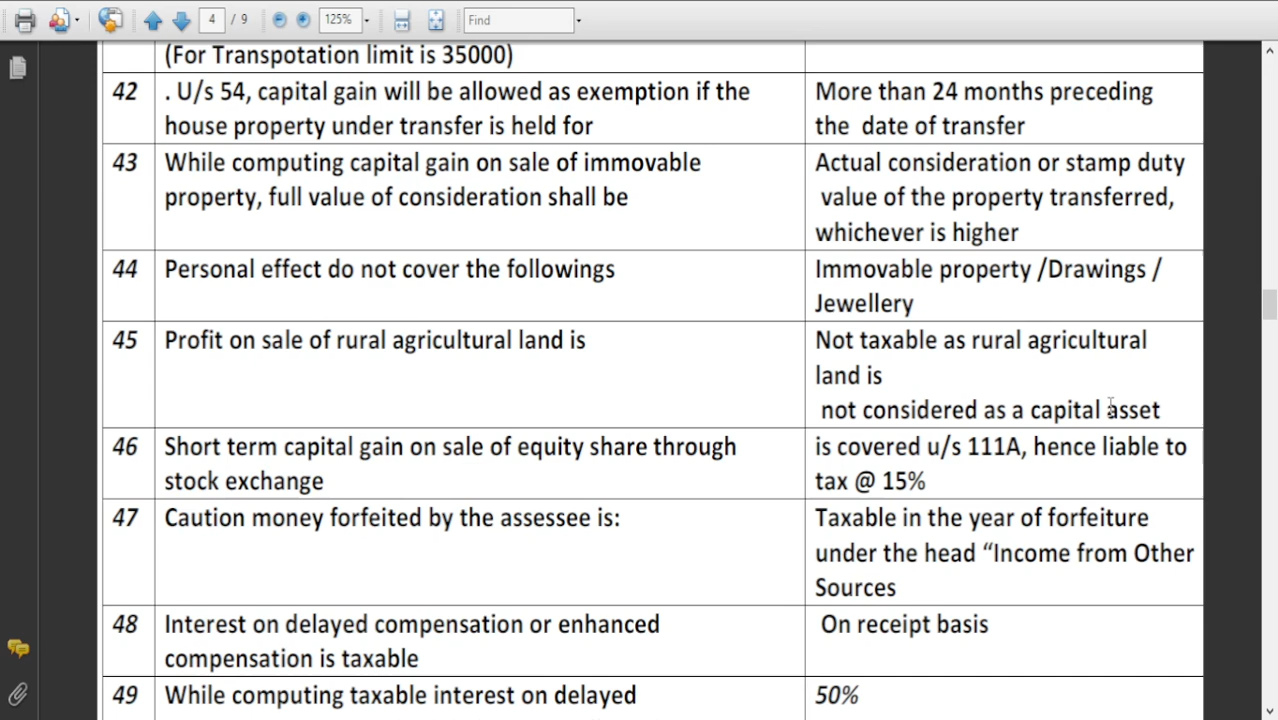 4 / 9 125% Find
(For Transpotation limit is 35000)
42 . U/s 54, capital gain will be allowed as exemption if the
house property under transfer is held for
More than 24 months preceding
the date of transfer
43 While computing capital gain on sale of immovable
property, full value of consideration shall be
Actual consideration or stamp duty
value of the property transferred,
whichever is higher
44 Personal effect do not cover the followings
Immovable property /Drawings /
Jewellery
45 Profit on sale of rural agricultural land is
Not taxable as rural agricultural
land is
not considered as a capital asset
46 Short term capital gain on sale of equity share through
stock exchange
is covered u/s 111A, hence liable to
tax @ 15%
47 Caution money forfeited by the assessee is:
Taxable in the year of forfeiture
under the head “Income from Other
Sources
48 Interest on delayed compensation or enhanced
compensation is taxable
On receipt basis
49 While computing taxable interest on delayed
50%